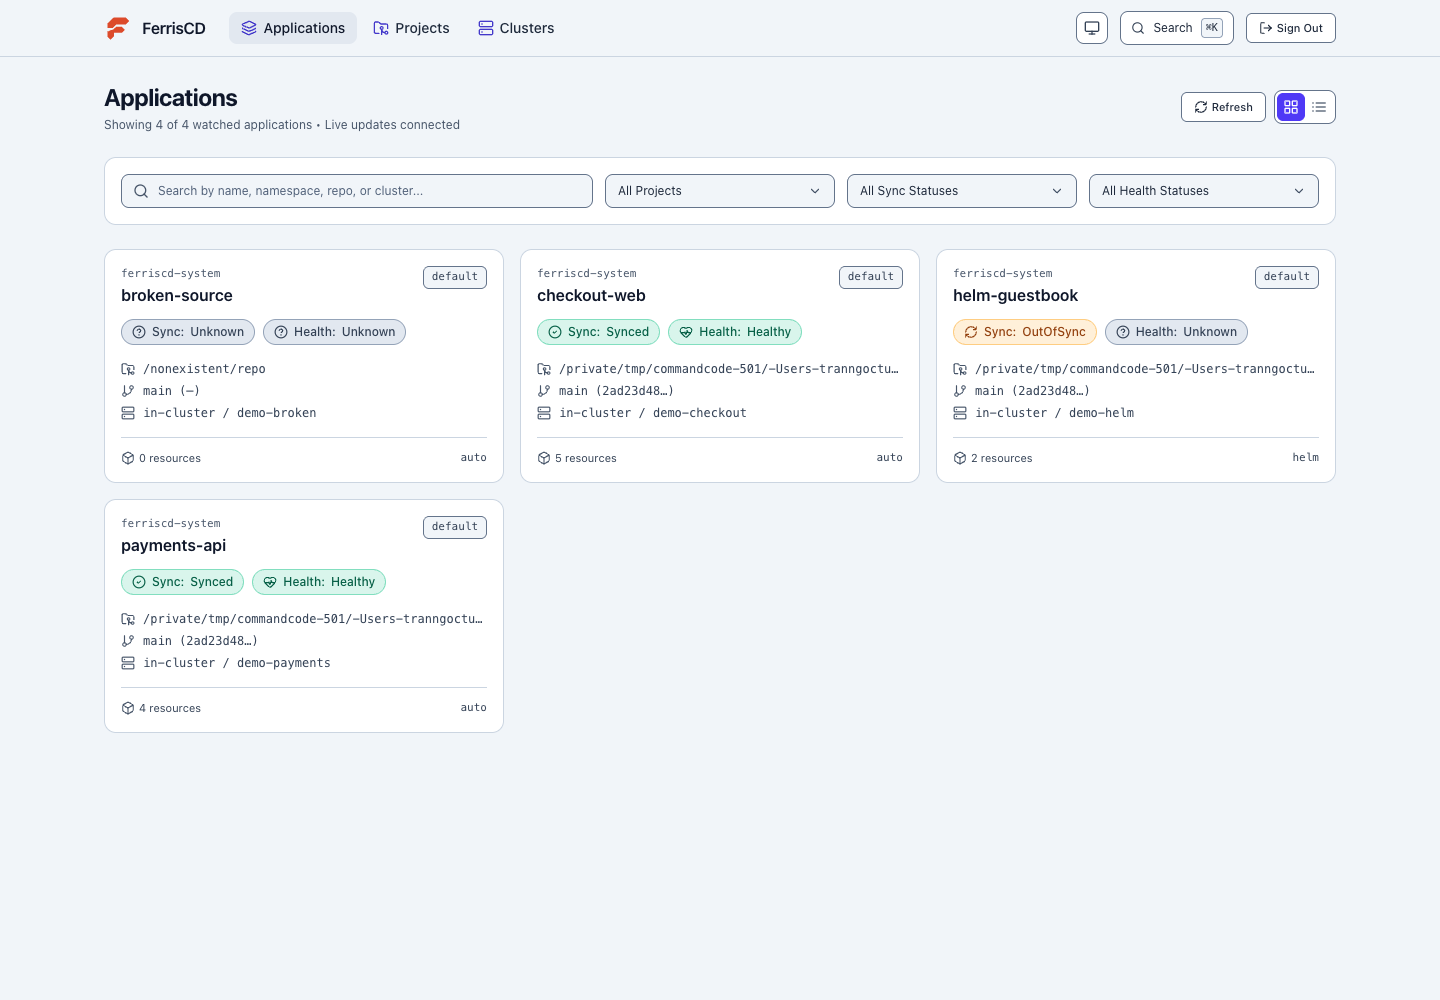 FerrisCD
Applications
Projects
Clusters
Search ⌘K
Sign Out
Applications
Showing 4 of 4 watched applications • Live updates connected
Refresh
Search by name, namespace, repo, or cluster...
All Projects
All Sync Statuses
All Health Statuses
ferriscd-system
default
broken-source
Sync: Unknown
Health: Unknown
/nonexistent/repo
main (—)
in-cluster / demo-broken
0 resources
auto
ferriscd-system
default
checkout-web
Sync: Synced
Health: Healthy
/private/tmp/commandcode-501/-Users-tranngoctu…
main (2ad23d48…)
in-cluster / demo-checkout
5 resources
auto
ferriscd-system
default
helm-guestbook
Sync: OutOfSync
Health: Unknown
/private/tmp/commandcode-501/-Users-tranngoctu…
main (2ad23d48…)
in-cluster / demo-helm
2 resources
helm
ferriscd-system
default
payments-api
Sync: Synced
Health: Healthy
/private/tmp/commandcode-501/-Users-tranngoctu…
main (2ad23d48…)
in-cluster / demo-payments
4 resources
auto